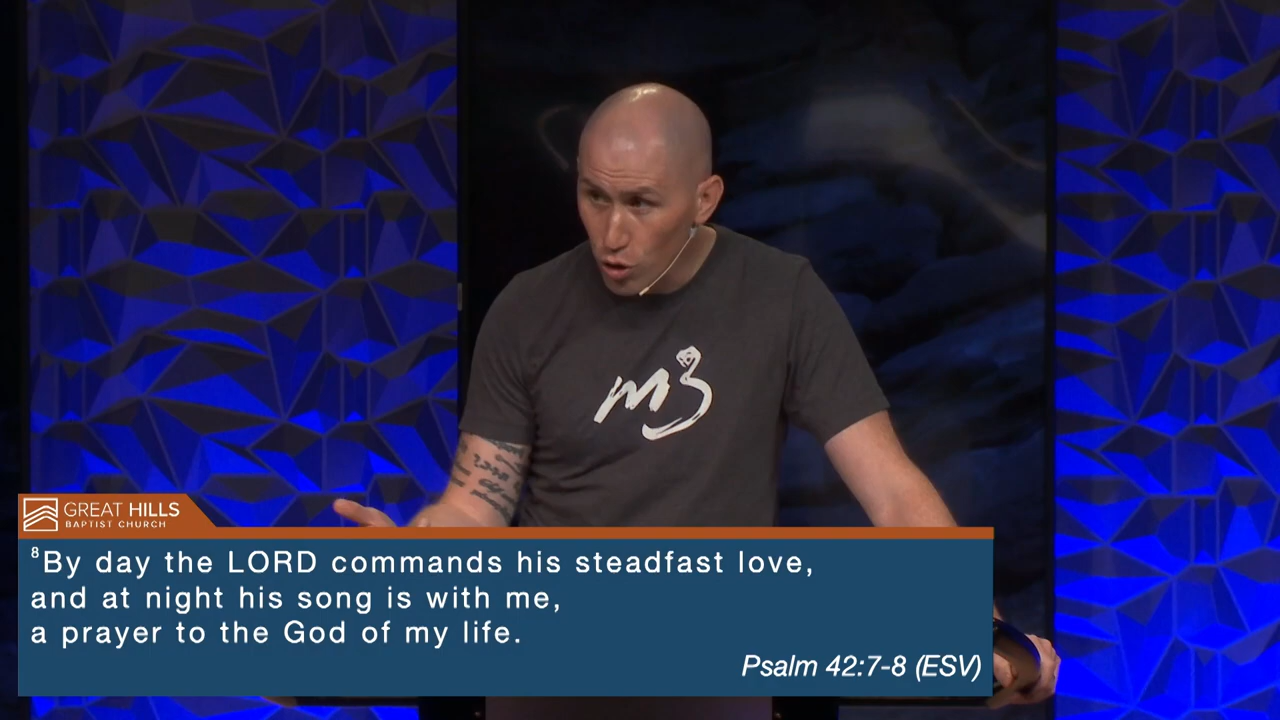 m3
GREAT HILLS
BAPTIST CHURCH
⁸By day the LORD commands his steadfast love,
and at night his song is with me,
a prayer to the God of my life.
Psalm 42:7-8 (ESV)